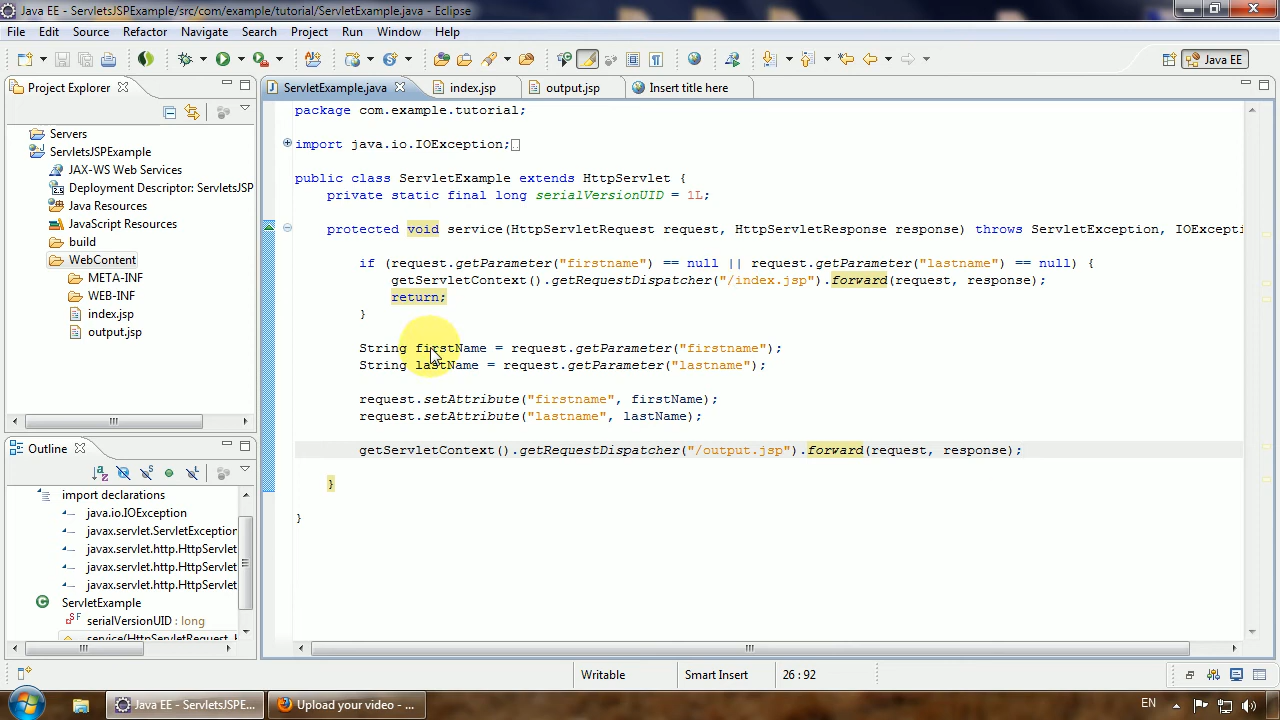 Java EE - ServletsJSPExample/src/com/example/tutorial/ServletExample.java - Eclipse
File Edit Source Refactor Navigate Search Project Run Window Help
Java EE
Project Explorer
Servers
ServletsJSPExample
JAX-WS Web Services
Deployment Descriptor: ServletsJSP
Java Resources
JavaScript Resources
build
WebContent
META-INF
WEB-INF
index.jsp
output.jsp
Outline
import declarations
java.io.IOException
javax.servlet.ServletException
javax.servlet.http.HttpServlet
javax.servlet.http.HttpServlet
javax.servlet.http.HttpServlet
ServletExample
serialVersionUID : long
service(HttpServletRequest,
ServletExample.java index.jsp output.jsp Insert title here
package com.example.tutorial;
import java.io.IOException;
public class ServletExample extends HttpServlet {
private static final long serialVersionUID = 1L;
protected void service(HttpServletRequest request, HttpServletResponse response) throws ServletException, IOExcepti
if (request.getParameter("firstname") == null || request.getParameter("lastname") == null) {
getServletContext().getRequestDispatcher("/index.jsp").forward(request, response);
return;
}
String firstName = request.getParameter("firstname");
String lastName = request.getParameter("lastname");
request.setAttribute("firstname", firstName);
request.setAttribute("lastname", lastName);
getServletContext().getRequestDispatcher("/output.jsp").forward(request, response);
}
}
Writable Smart Insert 26 : 92
Java EE - ServletsJSPE... Upload your video - ... EN